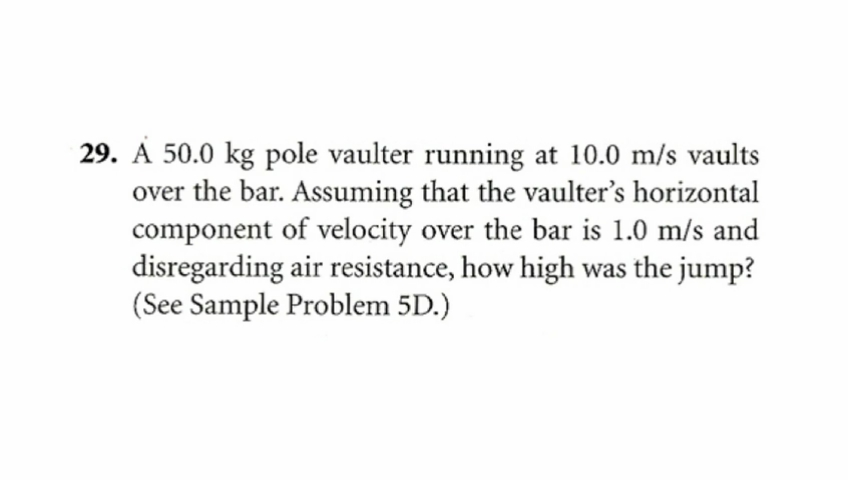 29. A 50.0 kg pole vaulter running at 10.0 m/s vaults
over the bar. Assuming that the vaulter's horizontal
component of velocity over the bar is 1.0 m/s and
disregarding air resistance, how high was the jump?
(See Sample Problem 5D.)